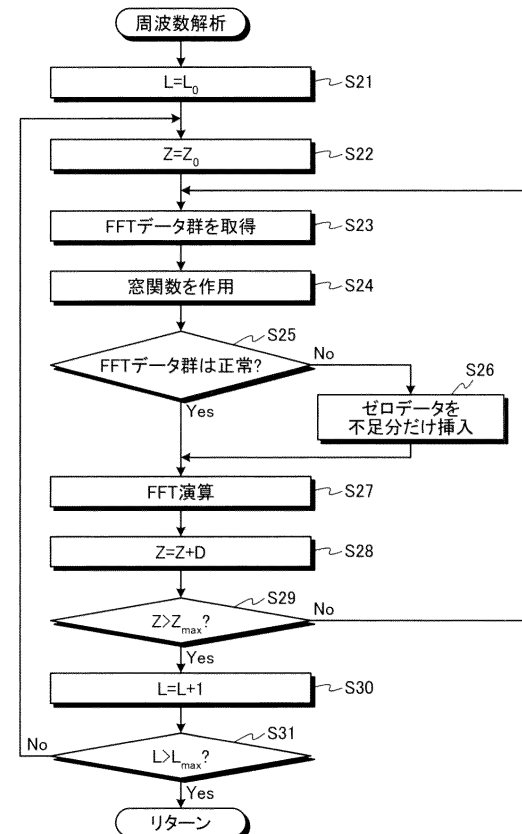 周波数解析
L=L0
S21
Z=Z0
S22
FFTデータ群を取得
S23
窓関数を作用
S24
S25
FFTデータ群は正常?
No
Yes
S26
ゼロデータを
不足分だけ挿入
FFT演算
S27
Z=Z+D
S28
S29
Z>Zmax?
No
Yes
L=L+1
S30
S31
L>Lmax?
No
Yes
リターン